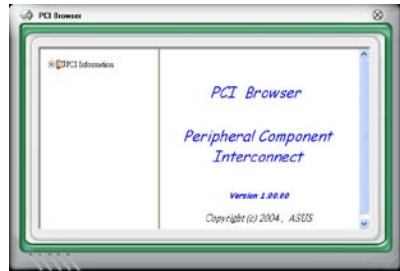 PCI Browser
PCI Information
PCI Browser
Peripheral Component
Interconnect
Version 1.00.00
Copyright (c) 2004, ASUS